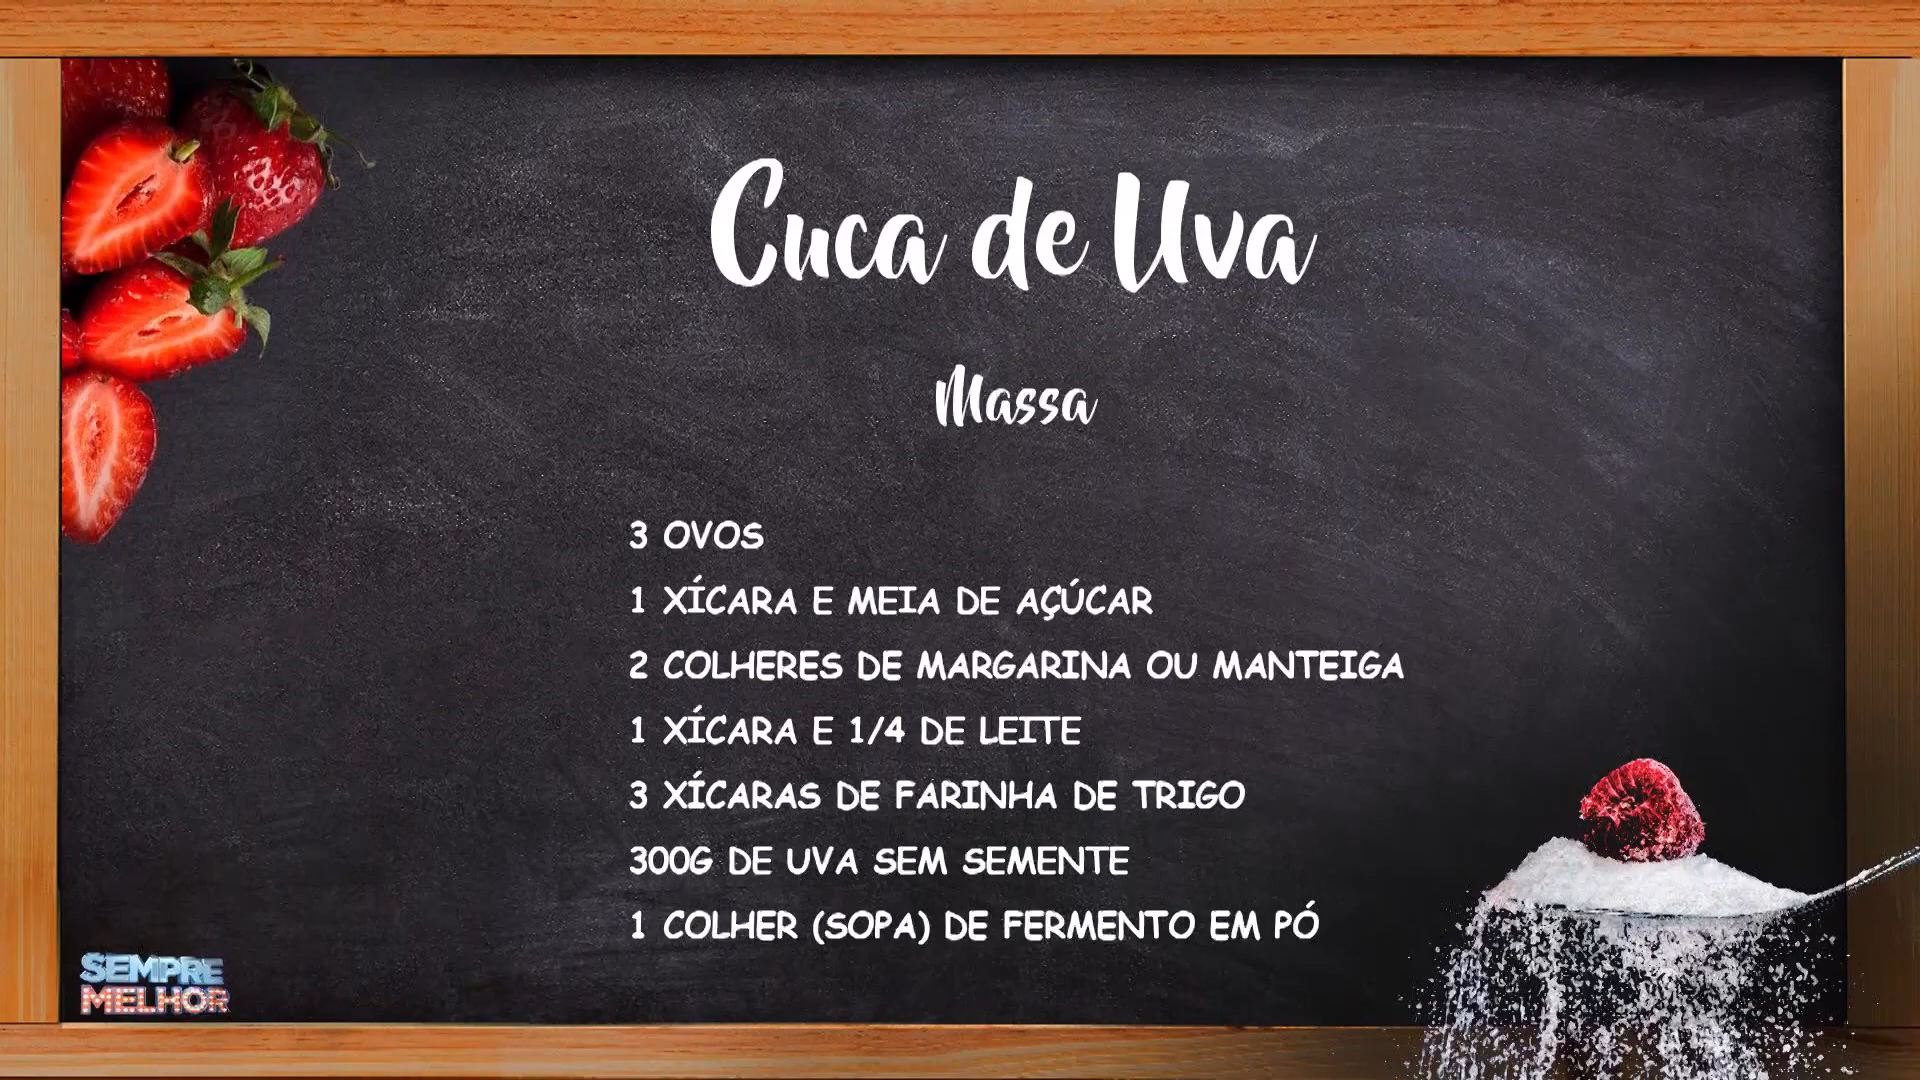 Cuca de Uva
Massa
3 OVOS
1 XÍCARA E MEIA DE AÇÚCAR
2 COLHERES DE MARGARINA OU MANTEIGA
1 XÍCARA E 1/4 DE LEITE
3 XÍCARAS DE FARINHA DE TRIGO
300G DE UVA SEM SEMENTE
1 COLHER (SOPA) DE FERMENTO EM PÓ
SEMPRE
MELHOR